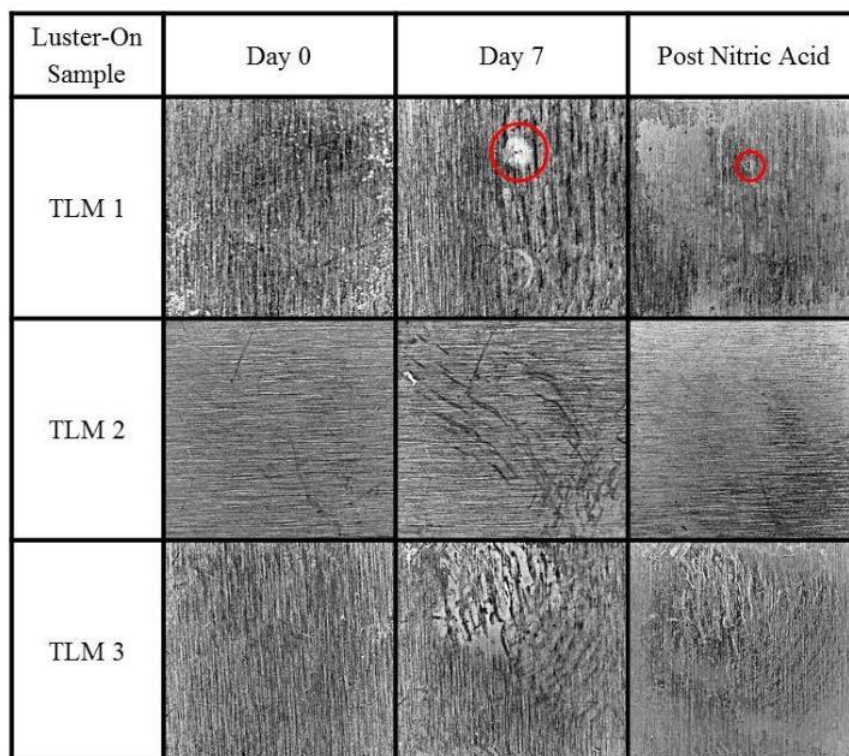 Luster-On
Sample
Day 0
Day 7
Post Nitric Acid
TLM 1
TLM 2
TLM 3